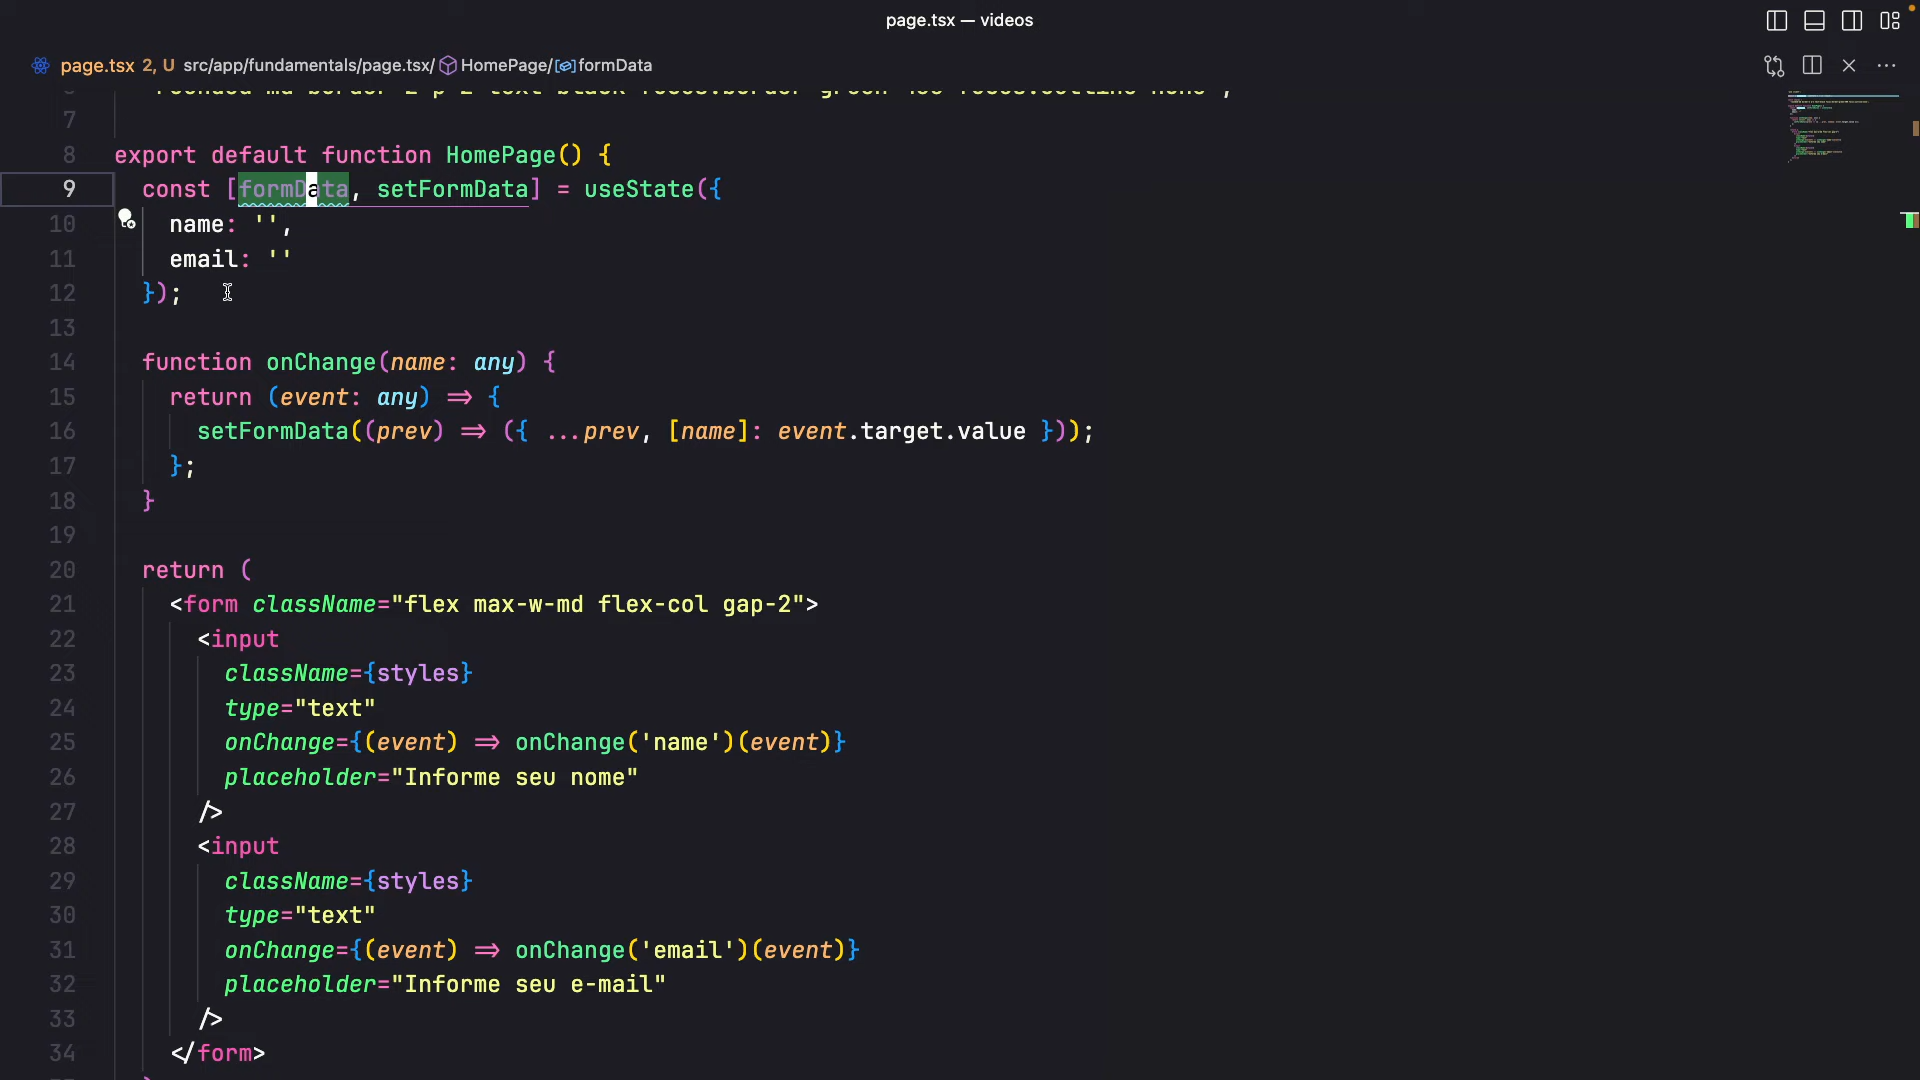 page.tsx — videos
page.tsx 2, U src/app/fundamentals/page.tsx/ HomePage/ formData
7
8 export default function HomePage() {
9 const [formData, setFormData] = useState({
10 name: '',
11 email: ''
12 });
13
14 function onChange(name: any) {
15 return (event: any) => {
16 setFormData((prev) => ({ ...prev, [name]: event.target.value }));
17 };
18 }
19
20 return (
21 <form className="flex max-w-md flex-col gap-2">
22 <input
23 className={styles}
24 type="text"
25 onChange={(event) => onChange('name')(event)}
26 placeholder="Informe seu nome"
27 />
28 <input
29 className={styles}
30 type="text"
31 onChange={(event) => onChange('email')(event)}
32 placeholder="Informe seu e-mail"
33 />
34 </form>